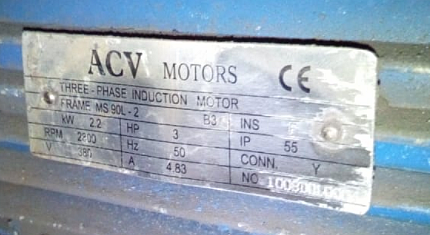 ACV MOTORS CE
THREE-PHASE INDUCTION MOTOR
FRAME MS 90L-2 B3 INS
kW 2.2 HP 3 IP 55
RPM 2800 Hz 50 CONN. Y
V 380 A 4.83 NO